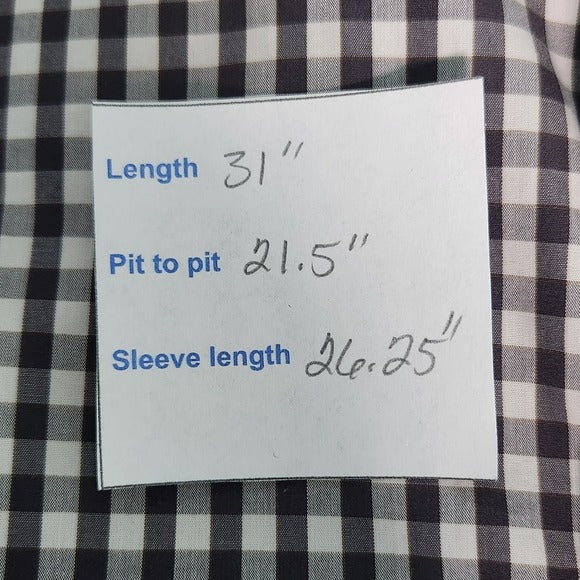 Length 31"
Pit to pit 21.5"
Sleeve length 26.25"